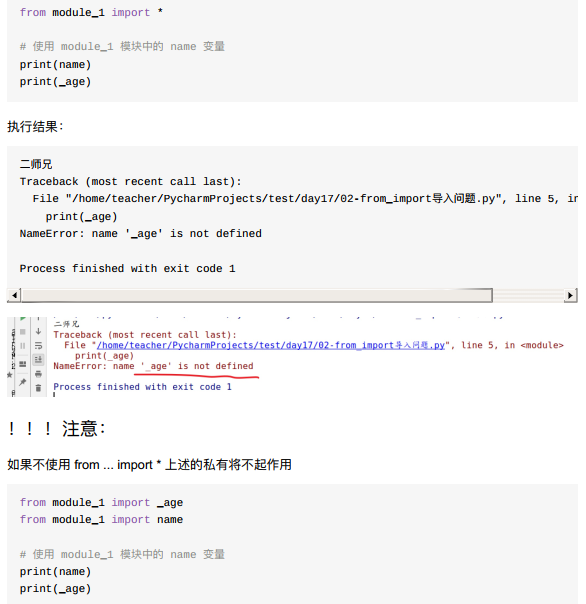 from module_1 import *
# 使用 module_1 模块中的 name 变量
print(name)
print(_age)
执行结果：
二师兄
Traceback (most recent call last):
File "/home/teacher/PycharmProjects/test/day17/02-from_import导入问题.py", line 5, in
print(_age)
NameError: name '_age' is not defined
Process finished with exit code 1
二师兄
Traceback (most recent call last):
File "/home/teacher/PycharmProjects/test/day17/02-from_import导入问题.py", line 5, in <module>
print(_age)
NameError: name '_age' is not defined
Process finished with exit code 1
！！！注意：
如果不使用 from ... import * 上述的私有将不起作用
from module_1 import _age
from module_1 import name
# 使用 module_1 模块中的 name 变量
print(name)
print(_age)